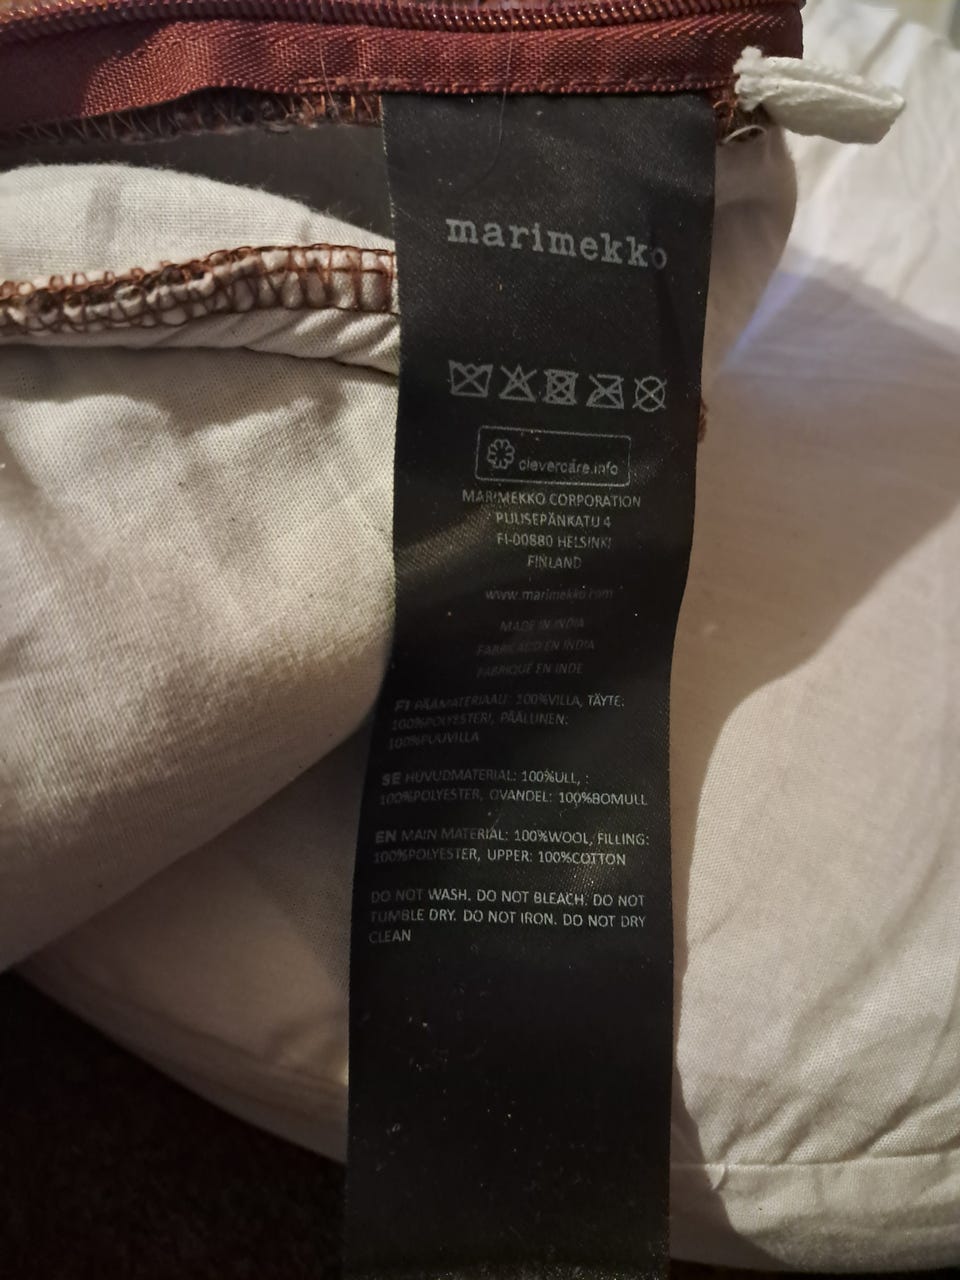 marimekko
clevercare.info
MARIMEKKO CORPORATION
PUUSEPÄNKATU 4
FI-00880 HELSINKI
FINLAND
www.marimekko.com
MADE IN INDIA
FABRICADO EN INDIA
FABRIQUÉ EN INDE
FI PÄÄMATERIAALI: 100%VILLA, TÄYTE:
100%POLYESTERI, PÄÄLLINEN:
100%PUUVILLA
SE HUVUDMATERIAL: 100%ULL, :
100%POLYESTER, OVANDEL: 100%BOMULL
EN MAIN MATERIAL: 100%WOOL, FILLING:
100%POLYESTER, UPPER: 100%COTTON
DO NOT WASH. DO NOT BLEACH. DO NOT
TUMBLE DRY. DO NOT IRON. DO NOT DRY
CLEAN